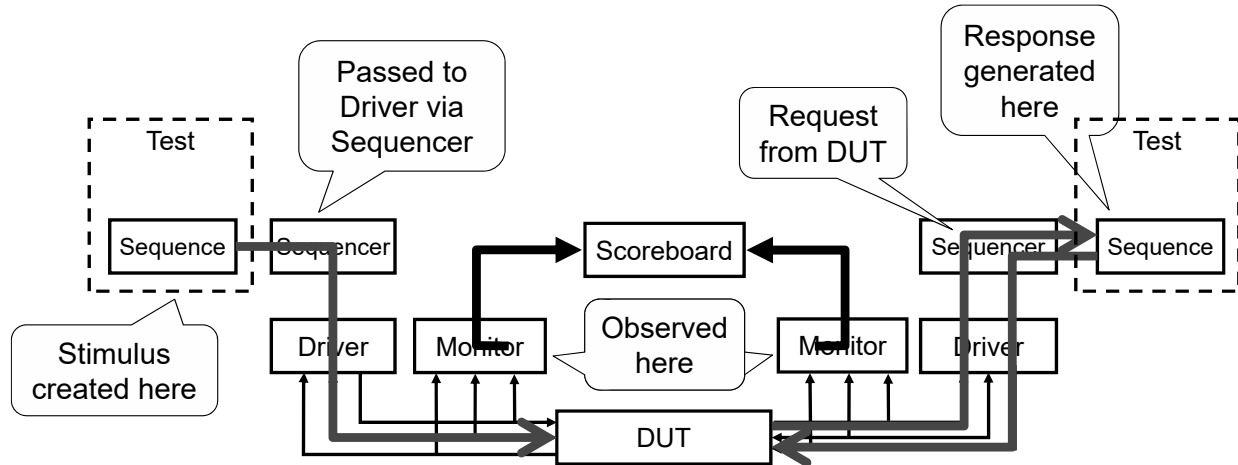 Passed to
Driver via
Sequencer
Response
generated
here
Request
from DUT
Test
Test
Sequence
Sequencer
Scoreboard
Sequencer
Sequence
Stimulus
created here
Driver
Monitor
Observed
here
Monitor
Driver
DUT